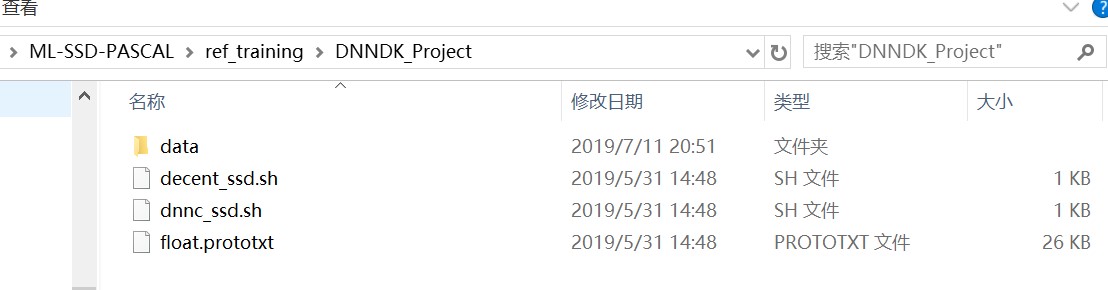 查看
ML-SSD-PASCAL ref_training DNNDK_Project 搜索"DNNDK_Project"
名称 修改日期 类型 大小
data 2019/7/11 20:51 文件夹
decent_ssd.sh 2019/5/31 14:48 SH 文件 1 KB
dnnc_ssd.sh 2019/5/31 14:48 SH 文件 1 KB
float.prototxt 2019/5/31 14:48 PROTOTXT 文件 26 KB